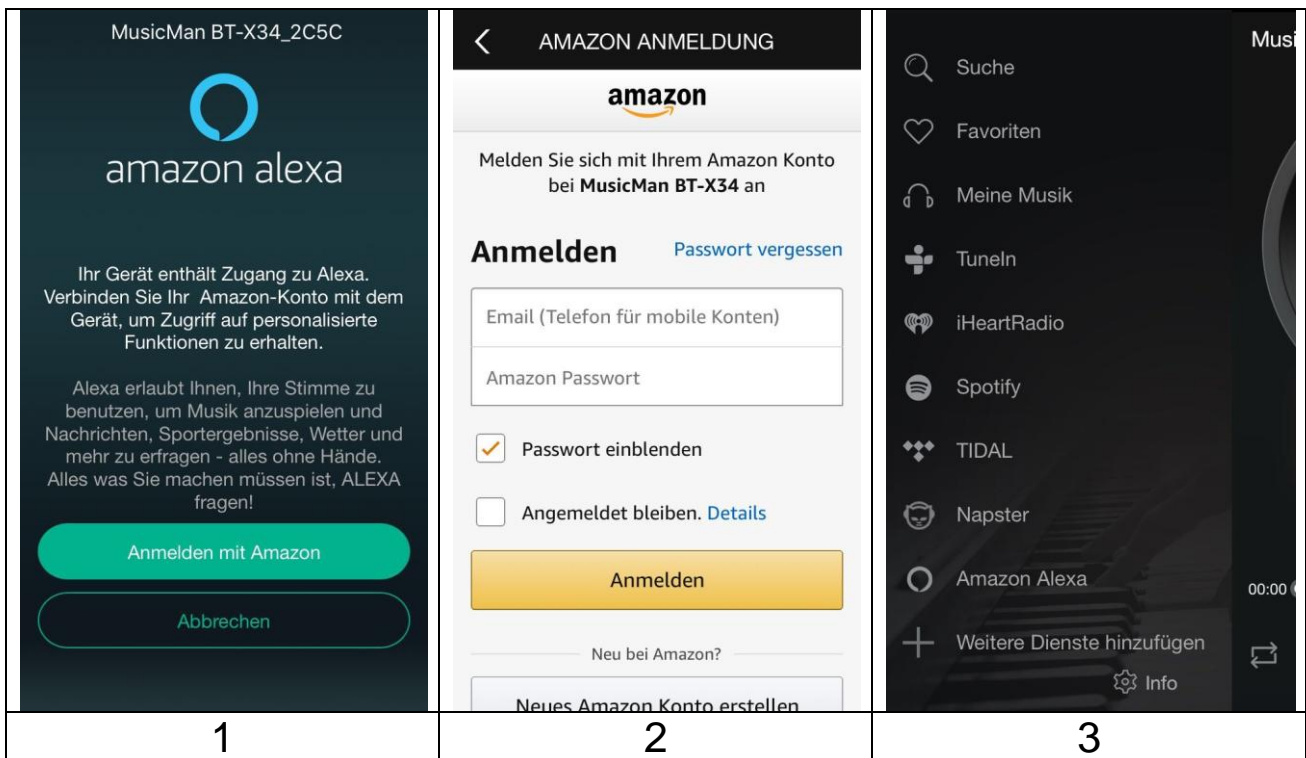 MusicMan BT-X34_2C5C
amazon alexa
Ihr Gerät enthält Zugang zu Alexa.
Verbinden Sie Ihr Amazon-Konto mit dem
Gerät, um Zugriff auf personalisierte
Funktionen zu erhalten.
Alexa erlaubt Ihnen, Ihre Stimme zu
benutzen, um Musik anzuspielen und
Nachrichten, Sportergebnisse, Wetter und
mehr zu erfragen - alles ohne Hände.
Alles was Sie machen müssen ist, ALEXA
fragen!
Anmelden mit Amazon
Abbrechen
1
AMAZON ANMELDUNG
amazon
Melden Sie sich mit Ihrem Amazon Konto
bei MusicMan BT-X34 an
Anmelden Passwort vergessen
Email (Telefon für mobile Konten)
Amazon Passwort
Passwort einblenden
Angemeldet bleiben. Details
Anmelden
Neu bei Amazon?
Neues Amazon Konto erstellen
2
Musi
Suche
Favoriten
Meine Musik
TuneIn
iHeartRadio
Spotify
TIDAL
Napster
Amazon Alexa
00:00
Weitere Dienste hinzufügen
Info
3